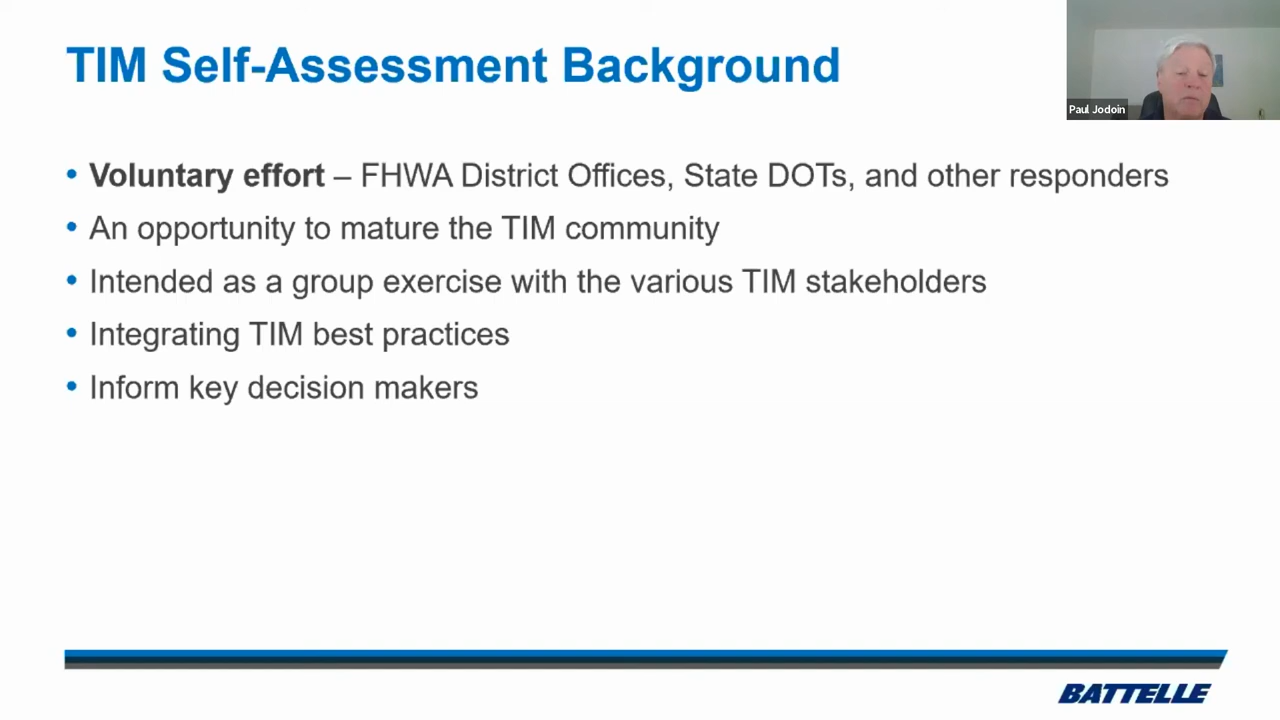 TIM Self-Assessment Background
Paul Jodoin
• Voluntary effort – FHWA District Offices, State DOTs, and other responders
• An opportunity to mature the TIM community
• Intended as a group exercise with the various TIM stakeholders
• Integrating TIM best practices
• Inform key decision makers
BATTELLE